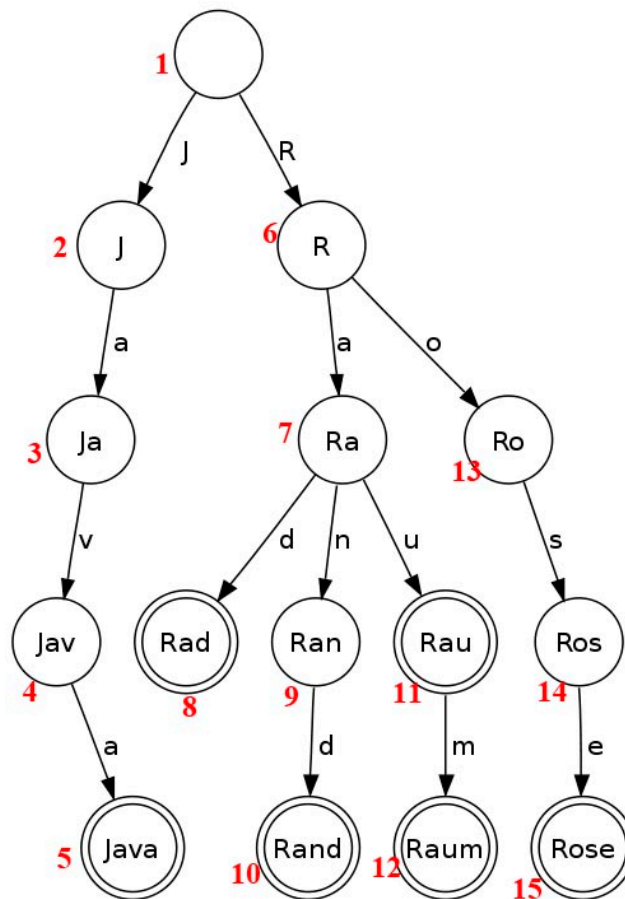 1
J R
2 J 6 R
a a o
3 Ja 7 Ra 13 Ro
v d n u s
Jav Rad Ran Rau Ros
4 8 9 11 14
a d m e
5 Java 10 Rand 12 Raum 15 Rose